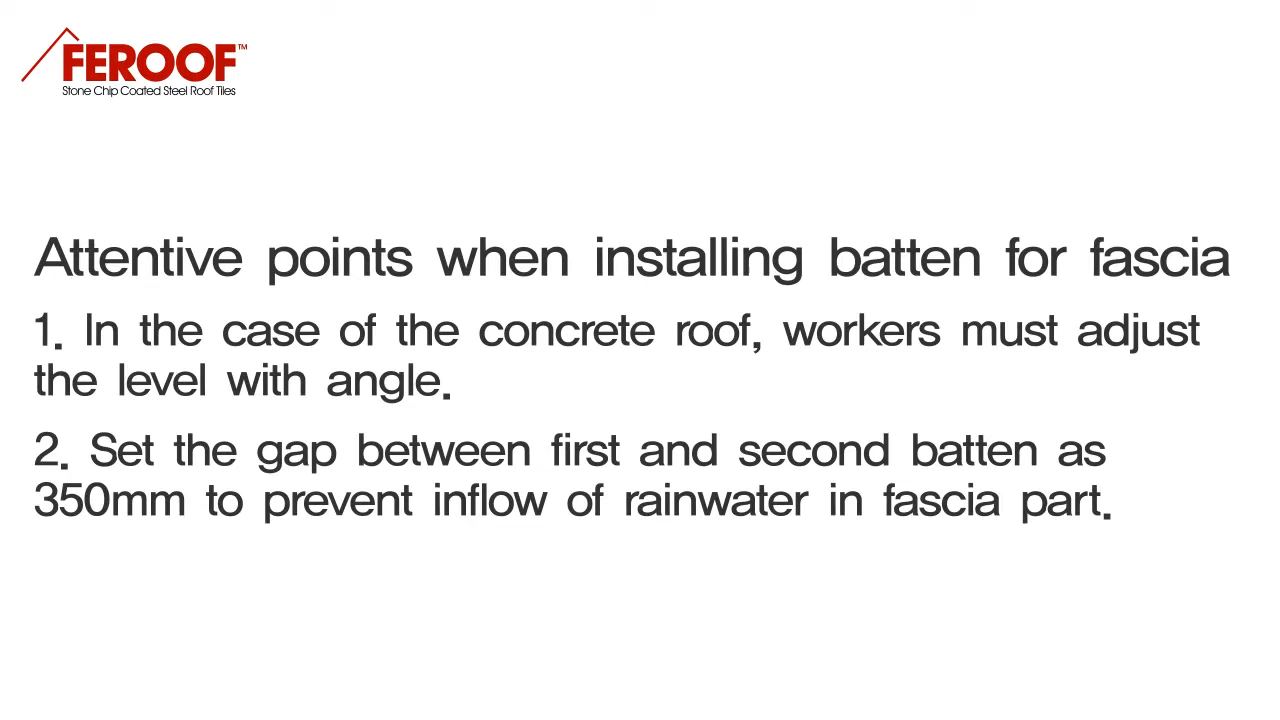 FEROOF™
Stone Chip Coated Steel Roof Tiles
Attentive points when installing batten for fascia
1. In the case of the concrete roof, workers must adjust
the level with angle.
2. Set the gap between first and second batten as
350mm to prevent inflow of rainwater in fascia part.